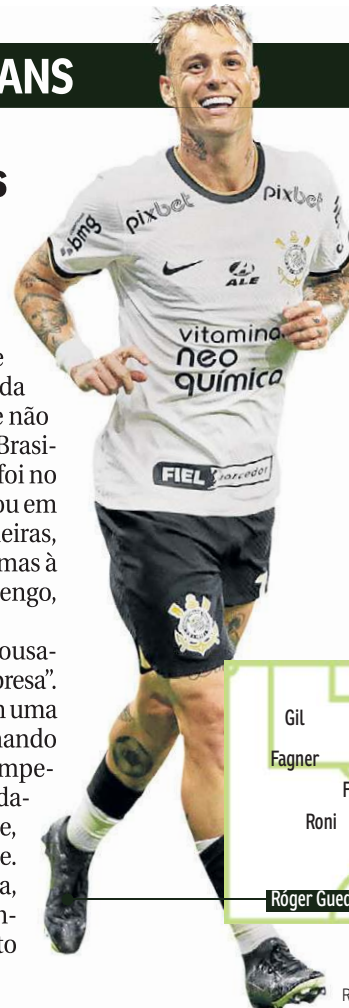 ANS
s
e
da
e não
Brasi-
foi no
ou em
eiras,
mas à
engo,
ousa-
presa".
n uma
nando
mpe-
da-
e,
e.
a,
n-
to
bmg
pixbet
pixbet
ALE
vitamina
neo
química
FIEL torcedor
Gil
Fagner
F
Roni
Róger Gued
R